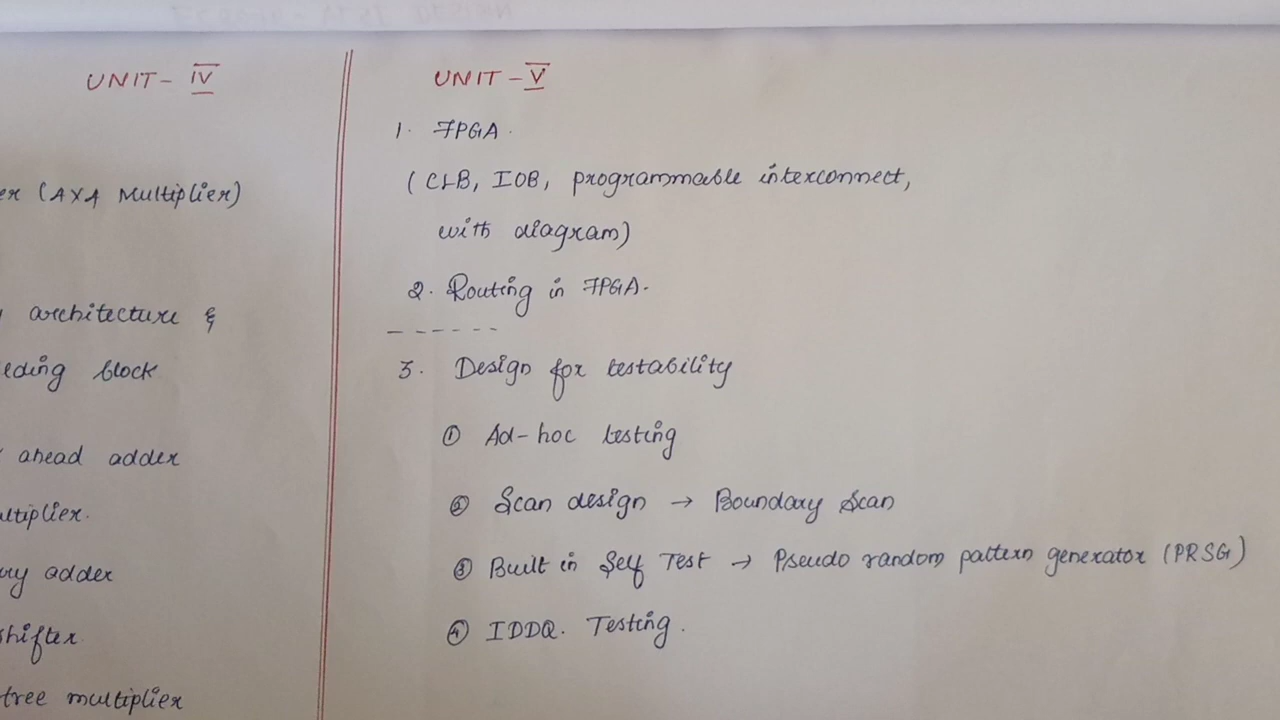 UNIT - IV
er (4x4 Multiplier)
architecture &
eding block
ahead adder
ultiplier.
ry adder
shifter
tree multiplier
UNIT - V
1. FPGA.
(CLB, IOB, programmable interconnect,
with diagram)
2. Routing in FPGA.
------
3. Design for testability
① Ad-hoc testing
② Scan design → Boundary Scan
③ Built in Self Test → Pseudo random pattern generator (PRSG)
④ IDDQ. Testing.